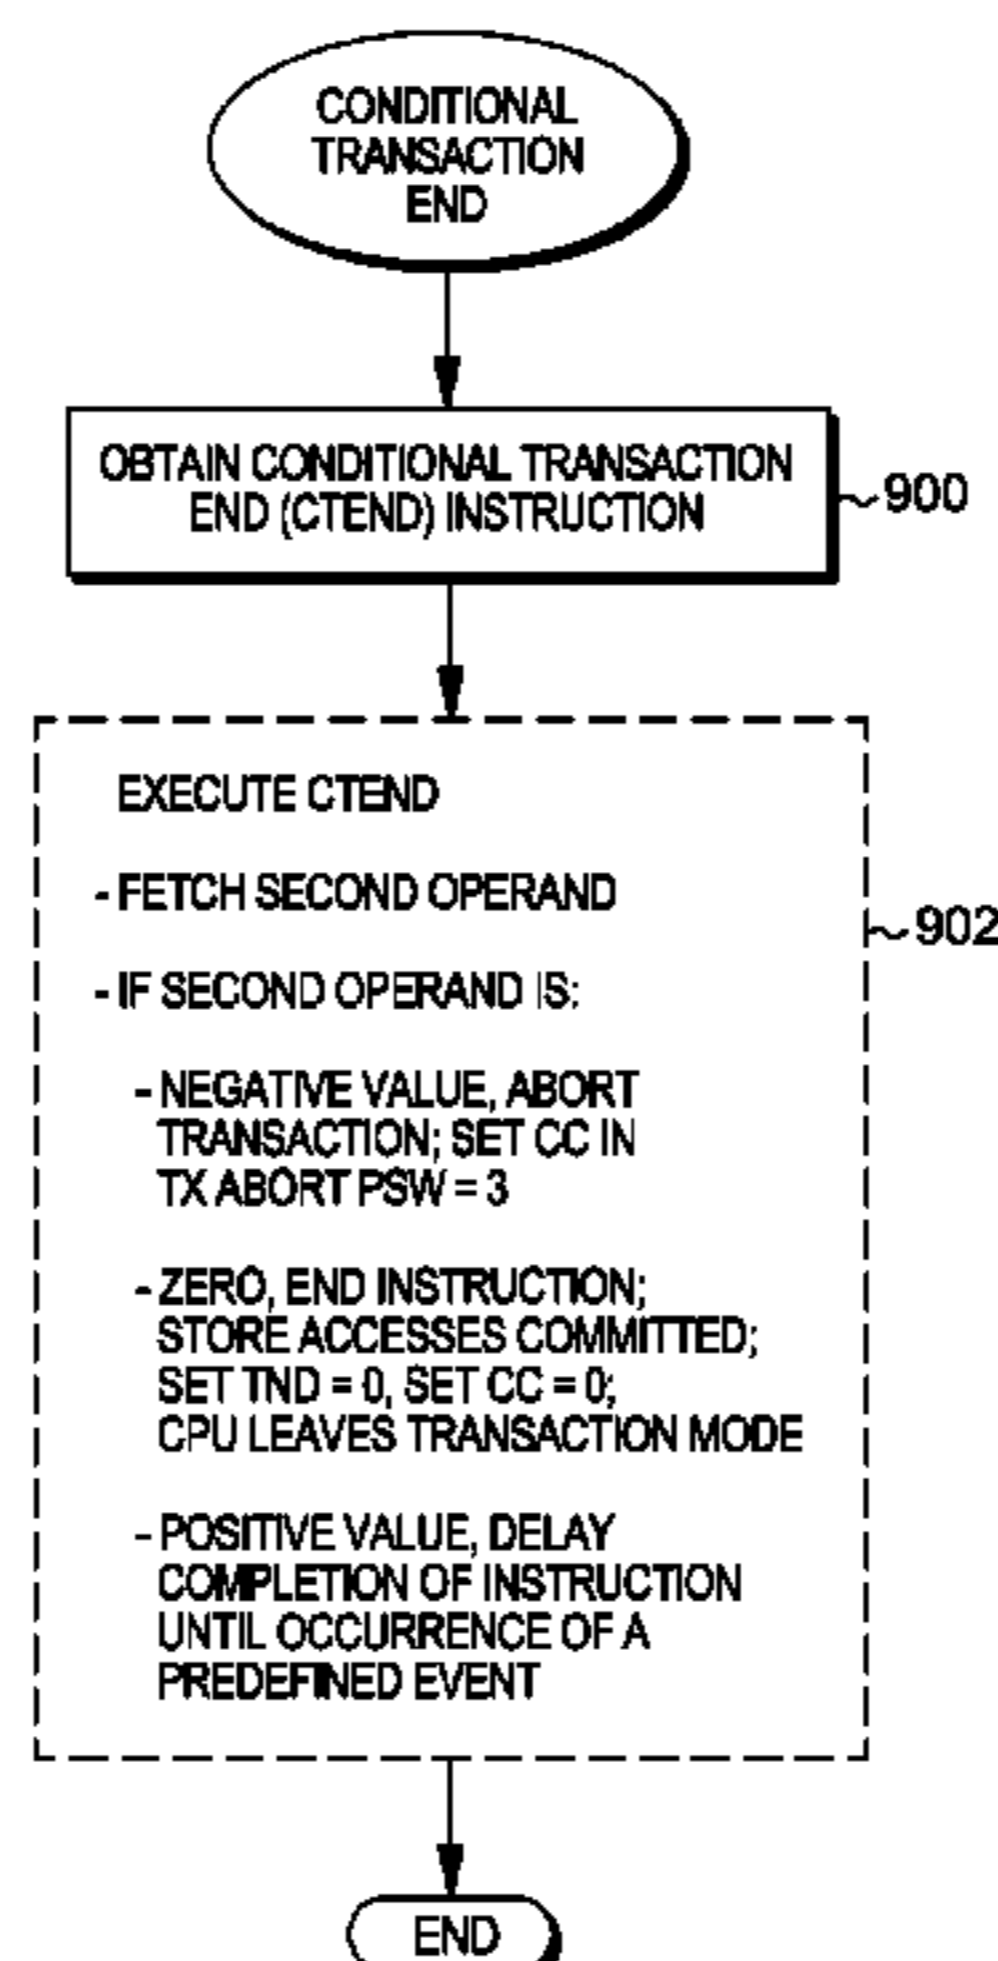 CONDITIONAL
TRANSACTION
END
OBTAIN CONDITIONAL TRANSACTION
END (CTEND) INSTRUCTION
900
EXECUTE CTEND
- FETCH SECOND OPERAND
902
- IF SECOND OPERAND IS:
- NEGATIVE VALUE, ABORT
TRANSACTION; SET CC IN
TX ABORT PSW = 3
- ZERO, END INSTRUCTION;
STORE ACCESSES COMMITTED;
SET TND = 0, SET CC = 0;
CPU LEAVES TRANSACTION MODE
- POSITIVE VALUE, DELAY
COMPLETION OF INSTRUCTION
UNTIL OCCURRENCE OF A
PREDEFINED EVENT
END